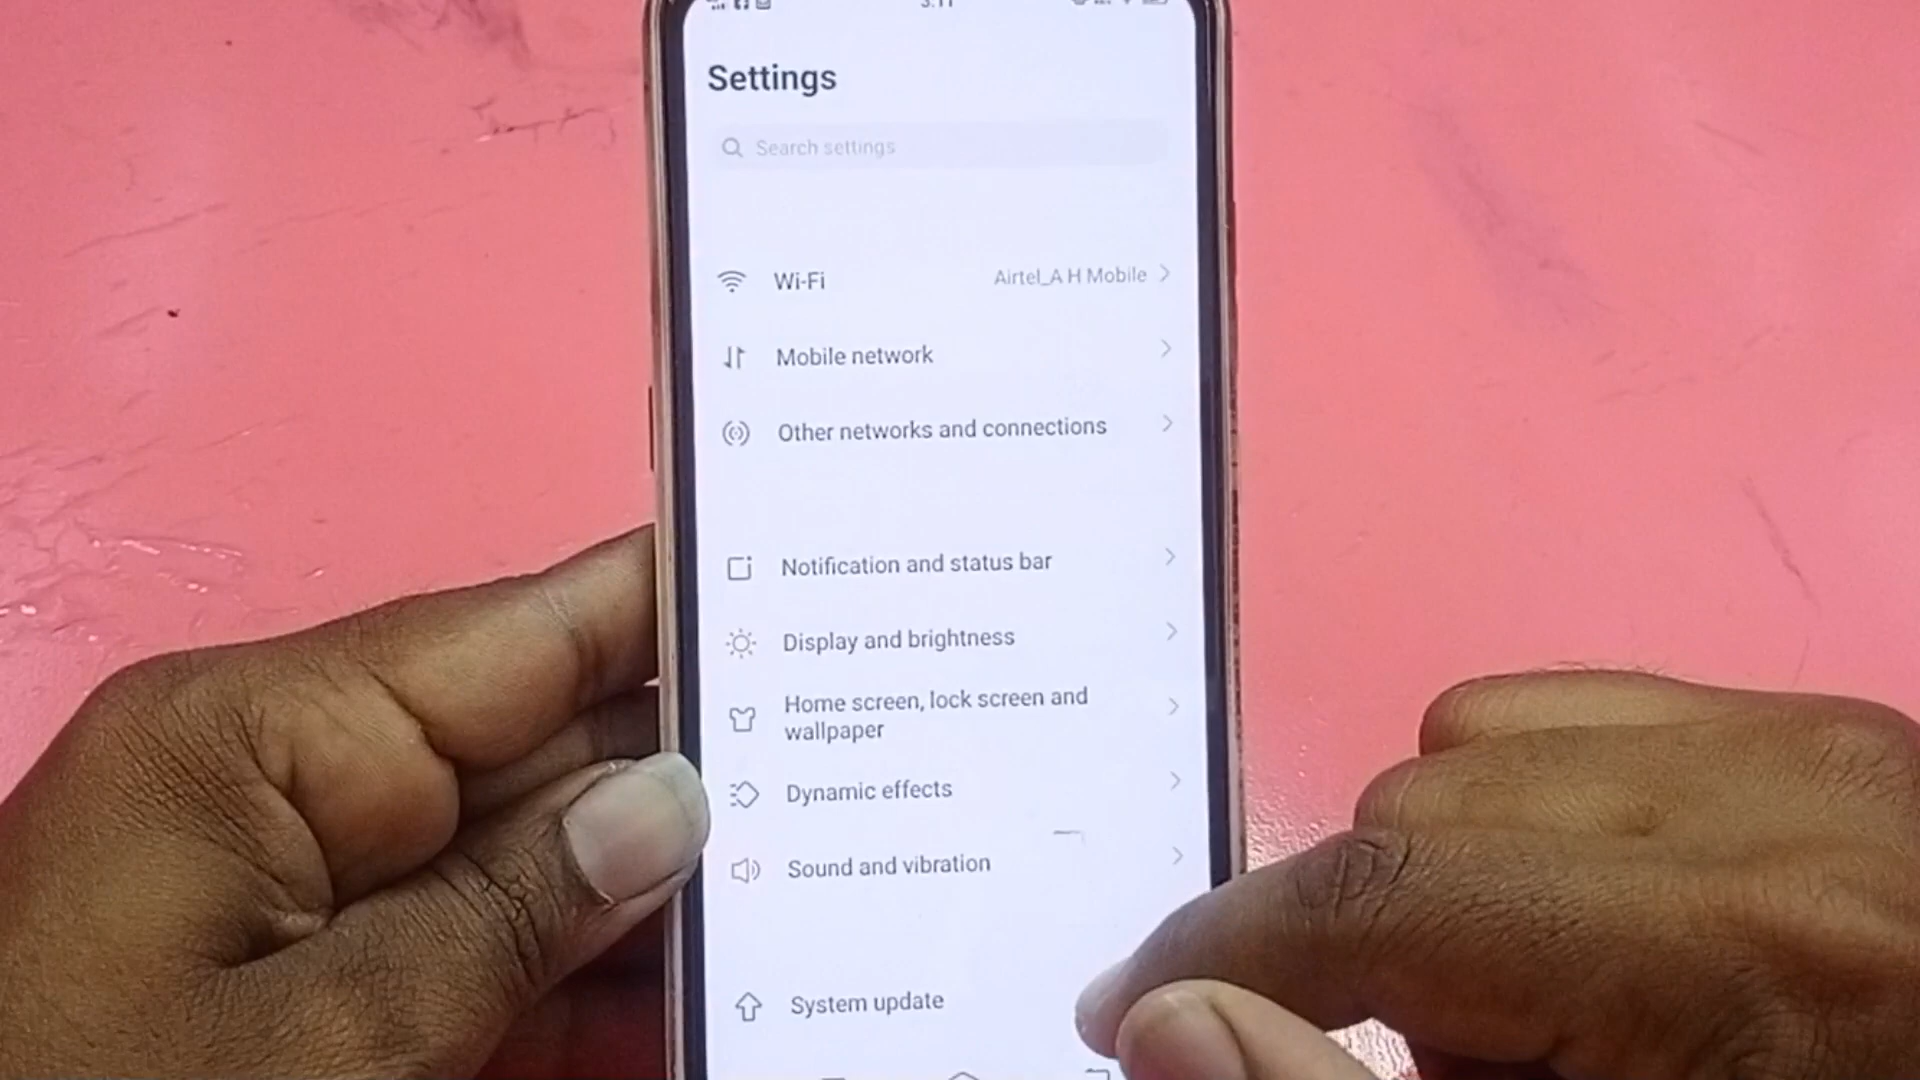 Settings
Search settings
Wi-Fi Airtel_A H Mobile
Mobile network
Other networks and connections
Notification and status bar
Display and brightness
Home screen, lock screen and
wallpaper
Dynamic effects
Sound and vibration
System update